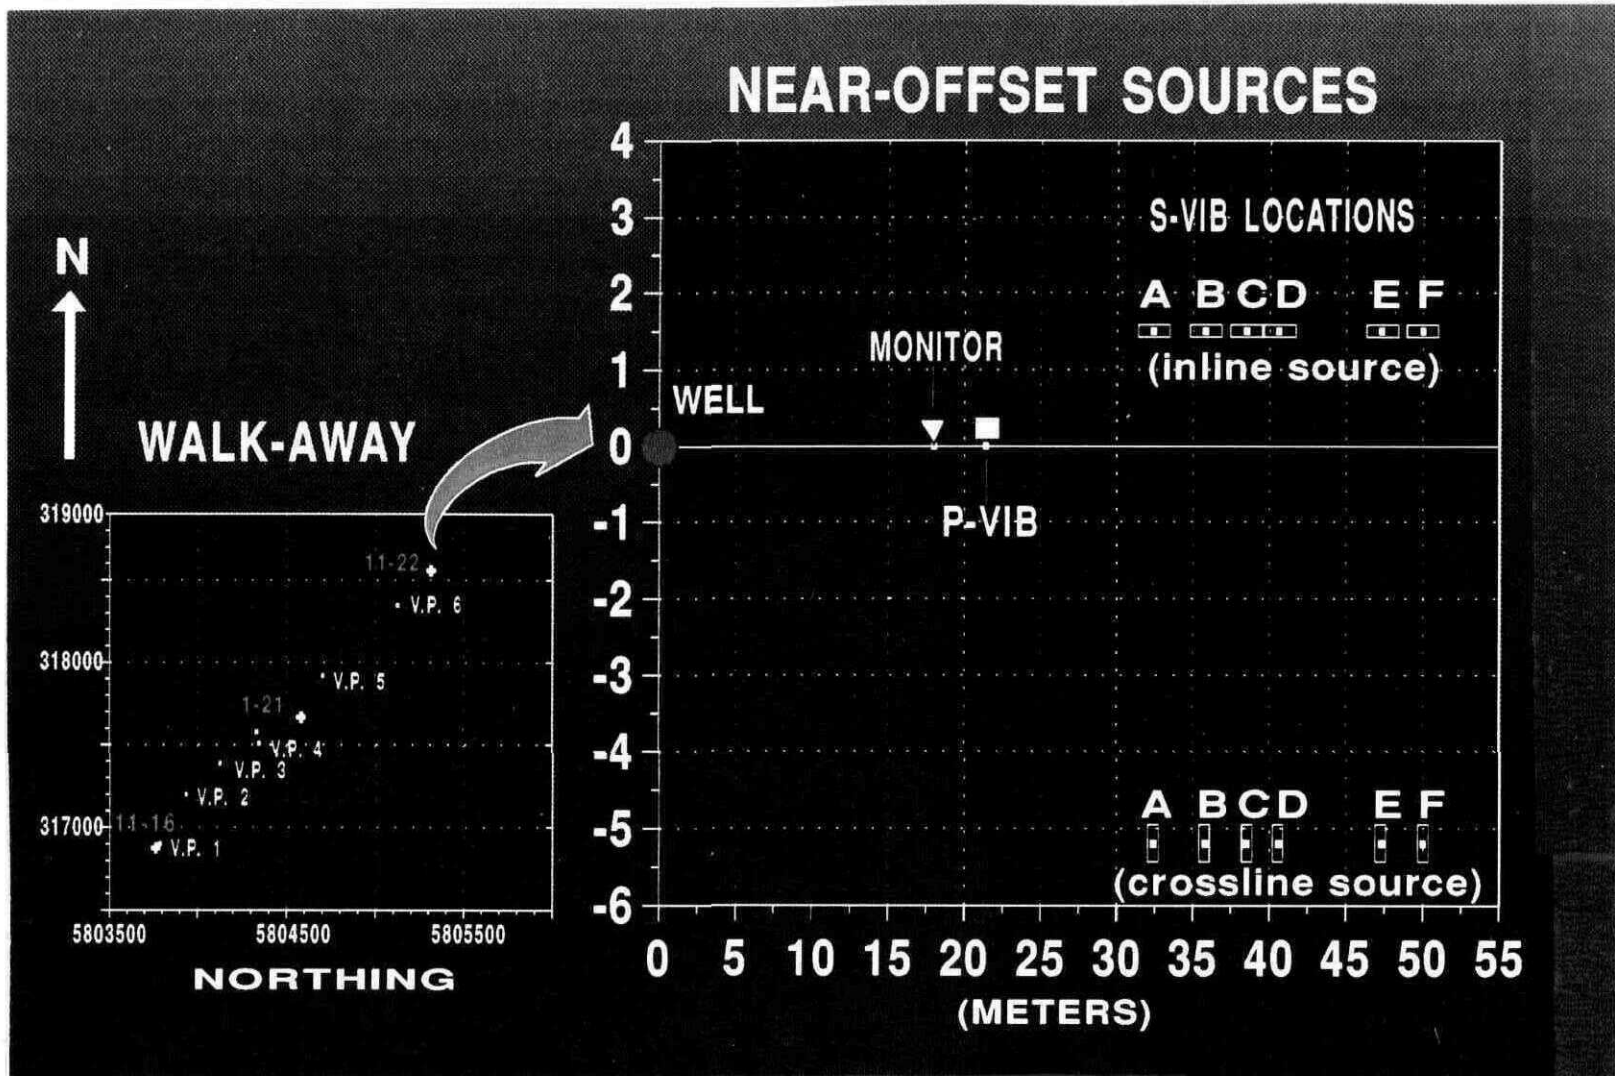 NEAR-OFFSET SOURCES
4
3
2
1
0
-1
-2
-3
-4
-5
-6
S-VIB LOCATIONS
A B C D E F
(inline source)
MONITOR
WELL
P-VIB
A B C D E F
(crossline source)
0 5 10 15 20 25 30 35 40 45 50 55
(METERS)
N
WALK-AWAY
319000
318000
317000
11-22
V.P. 6
V.P. 5
1-21
V.P. 4
V.P. 3
V.P. 2
11-16
V.P. 1
5803500 5804500 5805500
NORTHING